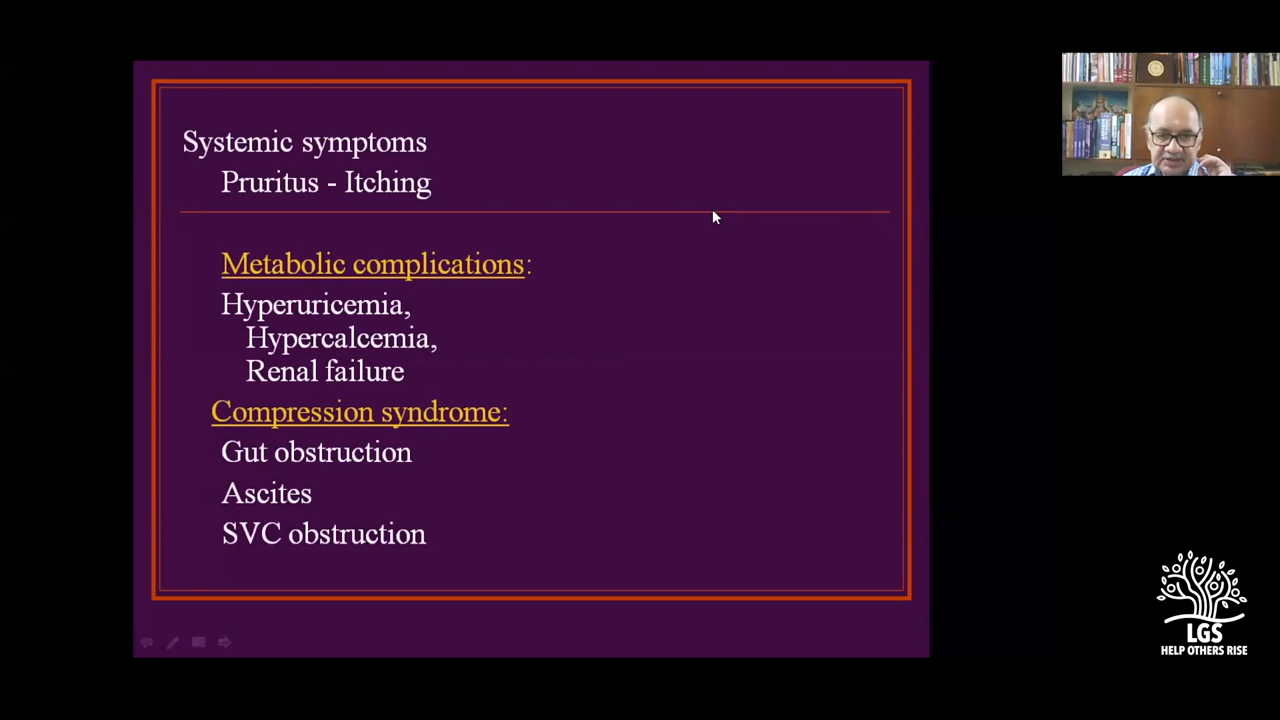 Systemic symptoms
Pruritus - Itching
Metabolic complications:
Hyperuricemia,
Hypercalcemia,
Renal failure
Compression syndrome:
Gut obstruction
Ascites
SVC obstruction
LGS
HELP OTHERS RISE